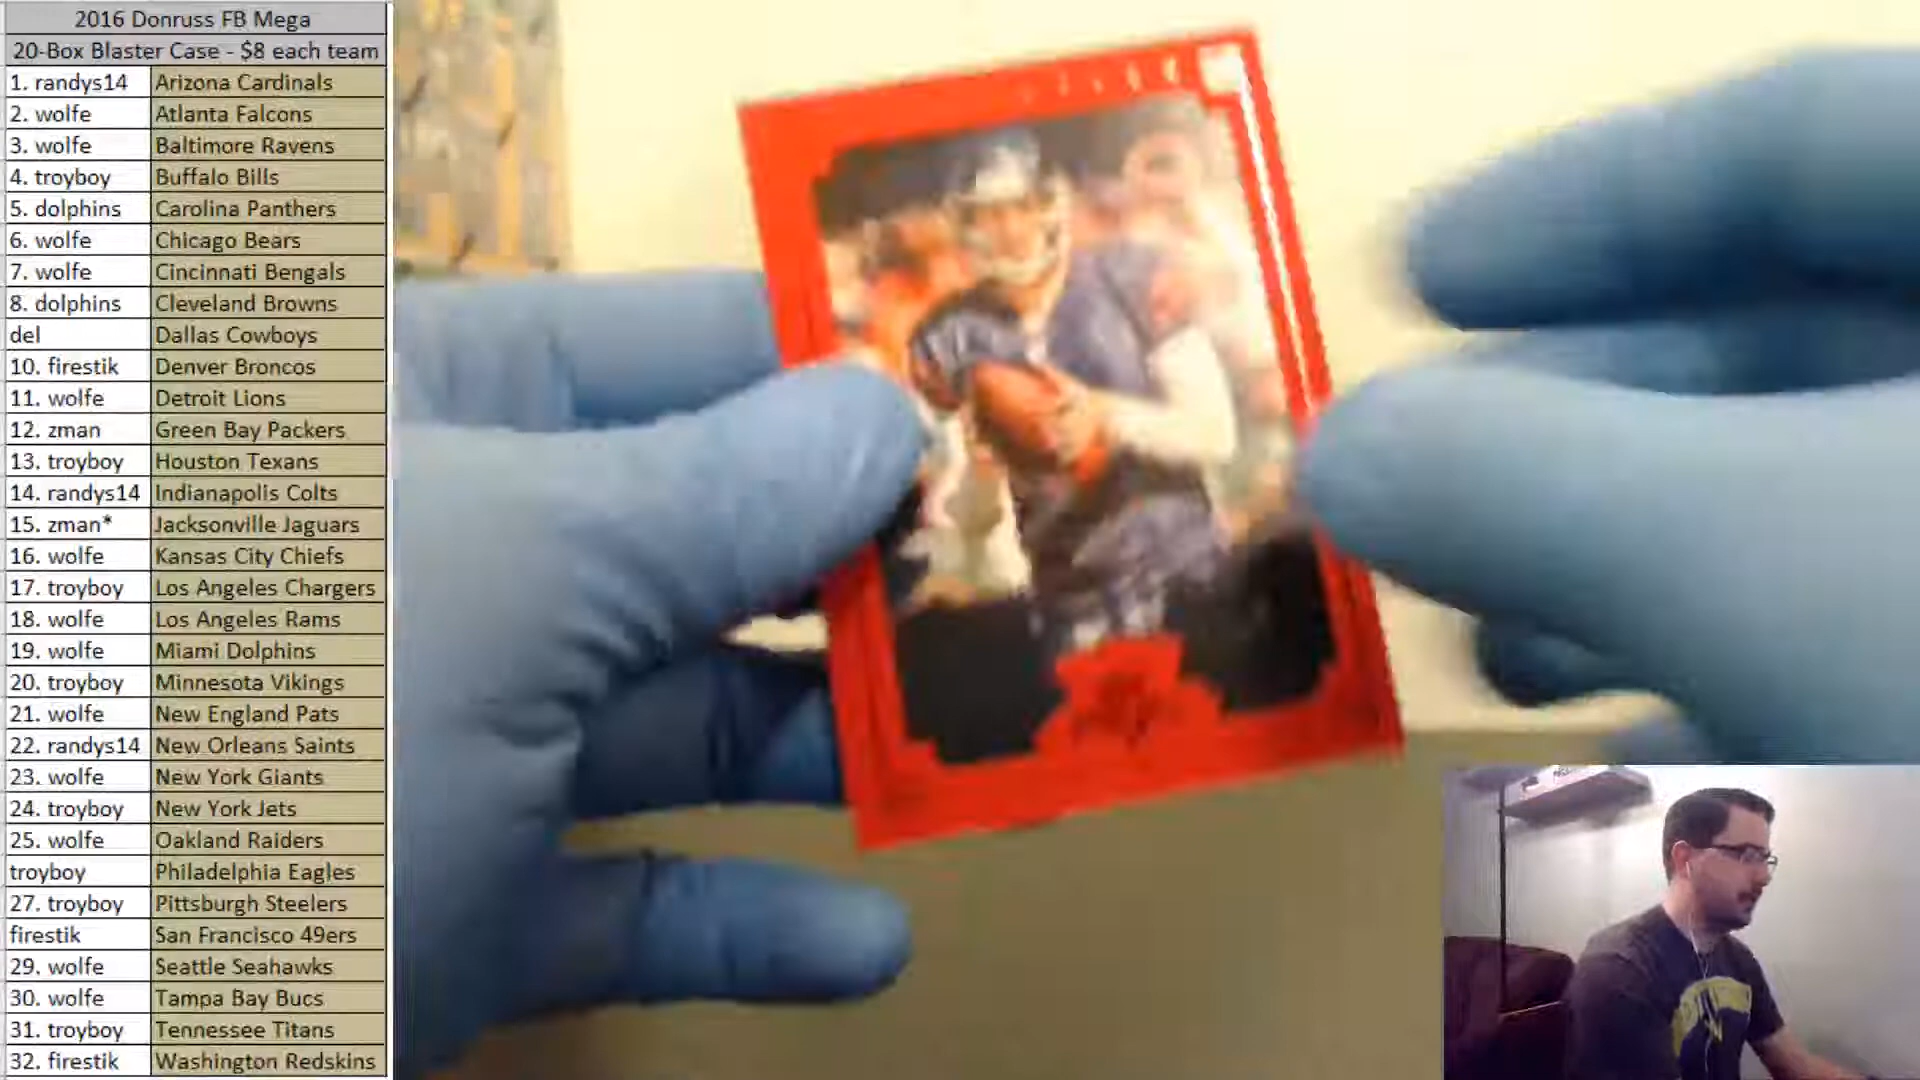 2016 Donruss FB Mega
20-Box Blaster Case - $8 each team
1. randys14 Arizona Cardinals
2. wolfe Atlanta Falcons
3. wolfe Baltimore Ravens
4. troyboy Buffalo Bills
5. dolphins Carolina Panthers
6. wolfe Chicago Bears
7. wolfe Cincinnati Bengals
8. dolphins Cleveland Browns
del Dallas Cowboys
10. firestik Denver Broncos
11. wolfe Detroit Lions
12. zman Green Bay Packers
13. troyboy Houston Texans
14. randys14 Indianapolis Colts
15. zman* Jacksonville Jaguars
16. wolfe Kansas City Chiefs
17. troyboy Los Angeles Chargers
18. wolfe Los Angeles Rams
19. wolfe Miami Dolphins
20. troyboy Minnesota Vikings
21. wolfe New England Pats
22. randys14 New Orleans Saints
23. wolfe New York Giants
24. troyboy New York Jets
25. wolfe Oakland Raiders
troyboy Philadelphia Eagles
27. troyboy Pittsburgh Steelers
firestik San Francisco 49ers
29. wolfe Seattle Seahawks
30. wolfe Tampa Bay Bucs
31. troyboy Tennessee Titans
32. firestik Washington Redskins